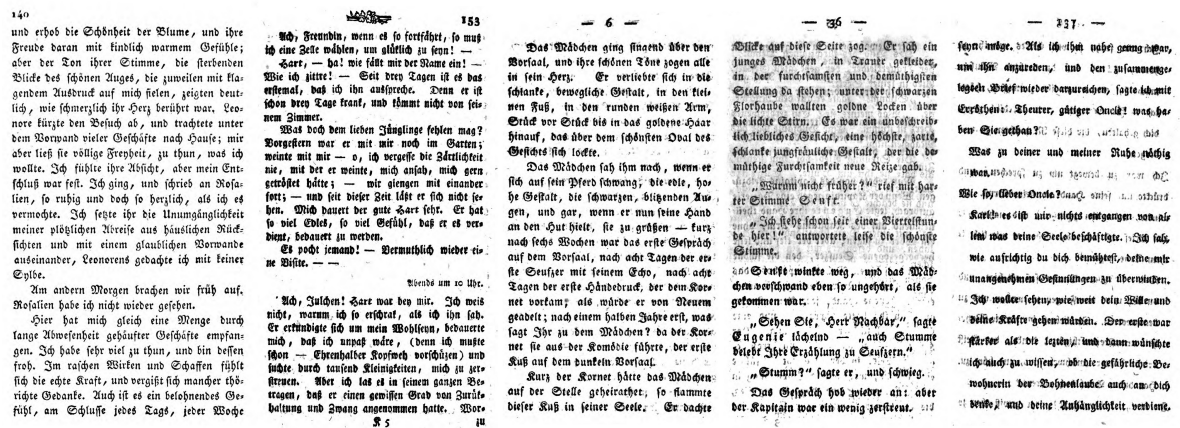 140
und erhob die Schönheit der Blume, und ihre
Freude daran mit kindlich warmem Gefühle;
aber der Ton ihrer Stimme, die sterbenden
Blicke des schönen Auges, die zuweilen mit kla-
gendem Ausdruck auf mich fielen, zeigten deut-
lich, wie schmerzlich ihr Herz berührt war. Leo-
nore kürzte den Besuch ab, und trachtete unter
dem Vorwand vieler Geschäfte nach Hause; mir
aber ließ sie völlige Freyheit, zu thun, was ich
wollte. Ich fühlte ihre Absicht, aber mein Ent-
schluß war fest. Ich ging, und schrieb an Rosa-
lien, so ruhig und doch so herzlich, als ich es
vermochte. Ich setzte ihr die Unumgänglichkeit
meiner plötzlichen Abreise aus häuslichen Rück-
sichten und mit einem glaublichen Vorwande
auseinander, Leonorens gedachte ich mit keiner
Sylbe.
Am andern Morgen brachen wir früh auf.
Rosalien habe ich nicht wieder gesehen.
Hier hat mich gleich eine Menge durch
lange Abwesenheit gehäufter Geschäfte empfan-
gen. Ich habe sehr viel zu thun, und bin dessen
froh. Im raschen Wirken und Schaffen fühlt
sich die echte Kraft, und vergißt sich mancher thö-
richte Gedanke. Auch ist es ein belohnendes Ge-
fühl, am Schlusse jedes Tags, jeder Woche
153
Ach, Freundin, wenn es so fortfährt, so muß
ich eine Zelle wählen, um glücklich zu seyn! —
Hart, — ha! wie fällt mir der Name ein! —
Wie ich zittre! — Seit drey Tagen ist es das
erstemal, daß ich ihn ausspreche. Denn er ist
schon drey Tage krank, und kömmt nicht von sei-
nem Zimmer.
Was doch dem lieben Jünglinge fehlen mag?
Vorgestern war er mit mir noch im Garten;
weinte mit mir — o, ich vergesse die Zärtlichkeit
nie, mit der er weinte, mich ansah, mich gern
getröstet hätte; — wir giengen mit einander
fort; — und seit dieser Zeit läßt er sich nicht se-
hen. Mich dauert der gute Hart sehr. Er hat
so viel Edles, so viel Gefühl, daß er es ver-
dient, bedauert zu werden.
Es pocht jemand! — Vermuthlich wieder ei-
ne Visite. — —
Abends um 10 Uhr.
Ach, Julchen! Hart war bey mir. Ich weis
nicht, warum ich so erschrak, als ich ihn sah.
Er erkundigte sich um mein Wohlseyn, bedauerte
mich, daß ich unpaß wäre, (denn ich mußte
schon — Ehrenhalber Kopfweh vorschüzen) und
suchte durch tausend Kleinigkeiten, mich zu zer-
streuen. Aber ich las es in seinem ganzen Be-
tragen, daß er einen gewissen Grad von Zurük-
haltung und Zwang angenommen hatte. Vor-
K 5 zu
— 6 —
Das Mädchen ging singend über den
Vorsaal, und ihre schönen Töne zogen alle
in sein Herz. Er verliebte sich in die
schlanke, bewegliche Gestalt, in den klei-
nen Fuß, in den runden weißen Arm,
Stück vor Stück bis in das goldene Haar
hinauf, das über dem schönsten Oval des
Gesichts sich lockte.
Das Mädchen sah ihm nach, wenn er
sich auf sein Pferd schwang; die edle, ho-
he Gestalt, die schwarzen, blitzenden Au-
gen, und gar, wenn er nun seine Hand
an den Hut hielt, sie zu grüßen — kurz
nach sechs Wochen war das erste Gespräch
auf dem Vorsaal, nach acht Tagen der er-
ste Seufzer mit seinem Echo, nach acht
Tagen der erste Händedruck, der dem Kor-
net vorkam, als würde er von Neuem
geadelt; nach einem halben Jahre erst, was
sagt Ihr zu dem Mädchen? da der Kor-
net sie aus der Komödie führte, der erste
Kuß auf dem dunkeln Vorsaal.
Kurz der Kornet hätte das Mädchen
auf der Stelle geheirathet, so flammte
dieser Kuß in seiner Seele. Er dachte
— 36 —
Blicke auf diese Seite zog. Er sah ein
junges Mädchen, in Trauer gekleidet,
in der furchtsamsten und demüthigsten
Stellung da stehen; unter der schwarzen
Florhaube wallten goldne Locken über
die lichte Stirn. Es war ein unbeschreib-
lich liebliches Gesicht, eine höchste, zarte,
schlanke jungfräuliche Gestalt, der die de-
müthige Furchtsamkeit neue Reize gab.
„Warum nicht früher?“ rief mit har-
ter Stimme Senft.
„Ich stehe schon seit einer Viertelstun-
de hier!“ antwortete leise die schönste
Stimme.
Senft winkte weg, und das Mäd-
chen verschwand eben so ungehört, als sie
gekommen war.
„Sehen Sie, Herr Nachbar,“ sagte
Eugenie lächelnd — „auch Stumme
belebt Ihre Erzählung zu Seufzern.“
„Stumm?“ sagte er, und schwieg.
Das Gespräch hob wieder an: aber
der Kapitain war ein wenig zerstreut.
— 237 —
seyn möge. Als ich ihm nahe genug war,
um ihn anzureden, und den zusammenge-
legten Brief wieder darzureichen, sagte ich mit
Erröthen: Theurer, gütiger Oncle! was ha-
ben Sie gethan?
Was zu deiner und meiner Ruhe nöthig
war.
Wie so, lieber Oncle?
Karl, es ist mir nichts entgangen von al-
lem was deine Seele beschäftigte. Ich sah,
wie aufrichtig du dich bemühtest, deine mir
unangenehmen Gesinnungen zu überwinden.
Ich wollte sehen, wie weit dein Wille und
deine Kräfte gehen würden. Der erste war
stärker als die letzten, und dann wünschte
ich auch zu wissen, ob die gefährliche Be-
wohnerin der Bohnenlaube auch an dich
denke, und deine Anhänglichkeit verdiene.